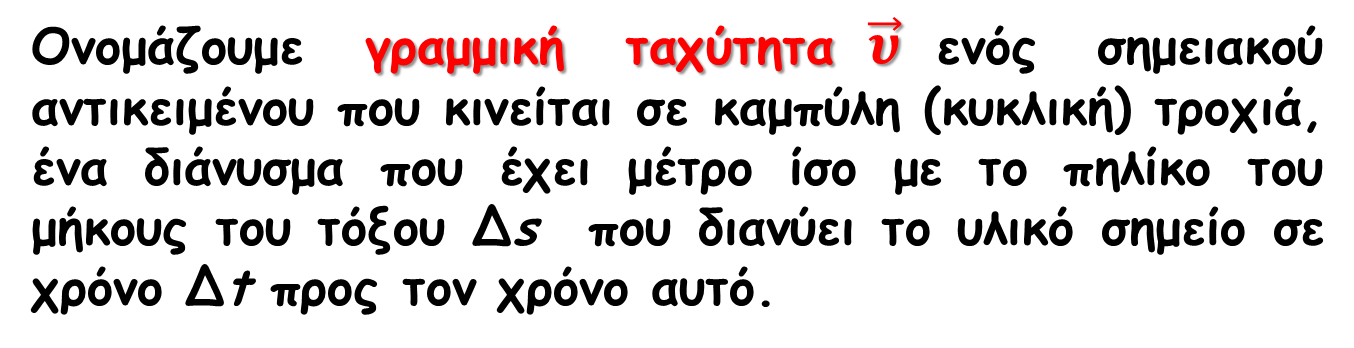 Ονομάζουμε γραμμική ταχύτητα \(\vec{υ}\) ενός σημειακού
αντικειμένου που κινείται σε καμπύλη (κυκλική) τροχιά,
ένα διάνυσμα που έχει μέτρο ίσο με το πηλίκο του
μήκους του τόξου Δs που διανύει το υλικό σημείο σε
χρόνο Δt προς τον χρόνο αυτό.